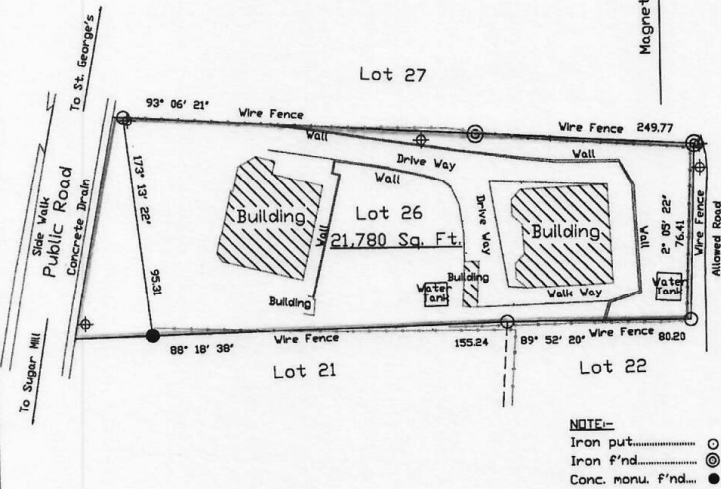 Magnet
To St. George's
Lot 27
93° 06' 21"
Wire Fence
Wire Fence
249.77
Wall
Wall
Drive Way
Wall
173° 13' 22"
95.31
Side Walk
Public Road
Concrete Drain
Building
Wall
Lot 26
21,780 Sq. Ft.
Drive Way
Building
Wall
2° 05' 22"
76.41
Wire Fence
Allowed Road
Building
Water Tank
Water Tank
Walk Way
Building
To Sugar Mill
88° 18' 38"
Wire Fence
155.24
89° 52' 20"
Wire Fence
80.20
Lot 21
Lot 22
NOTE:-
Iron put
Iron f'nd
Conc. monu. f'nd....